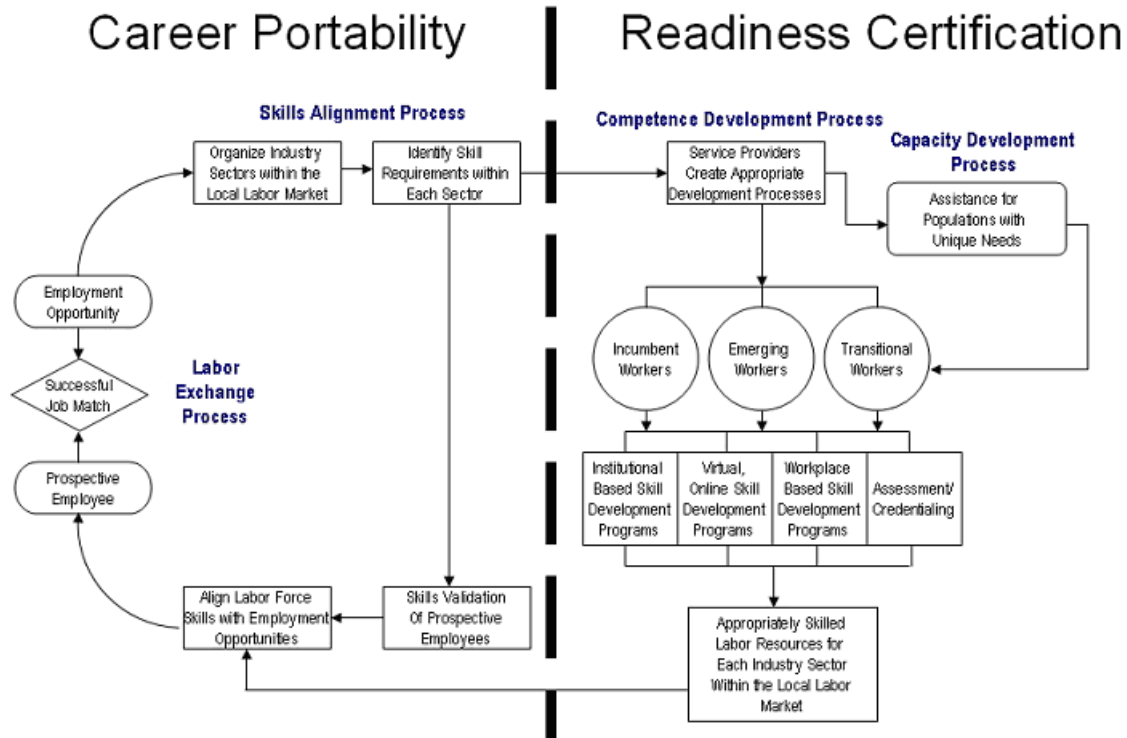 Career Portability
Readiness Certification
Skills Alignment Process
Organize Industry
Sectors within the
Local Labor Market
Identify Skill
Requirements within
Each Sector
Employment
Opportunity
Successful
Job Match
Labor
Exchange
Process
Prospective
Employee
Align Labor Force
Skills with Employment
Opportunities
Skills Validation
Of Prospective
Employees
Competence Development Process
Service Providers
Create Appropriate
Development Processes
Capacity Development
Process
Assistance for
Populations with
Unique Needs
Incumbent
Workers
Emerging
Workers
Transitional
Workers
Institutional
Based Skill
Development
Programs
Virtual,
Online Skill
Development
Programs
Workplace
Based Skill
Development
Programs
Assessment/
Credentialing
Appropriately Skilled
Labor Resources for
Each Industry Sector
Within the Local Labor
Market